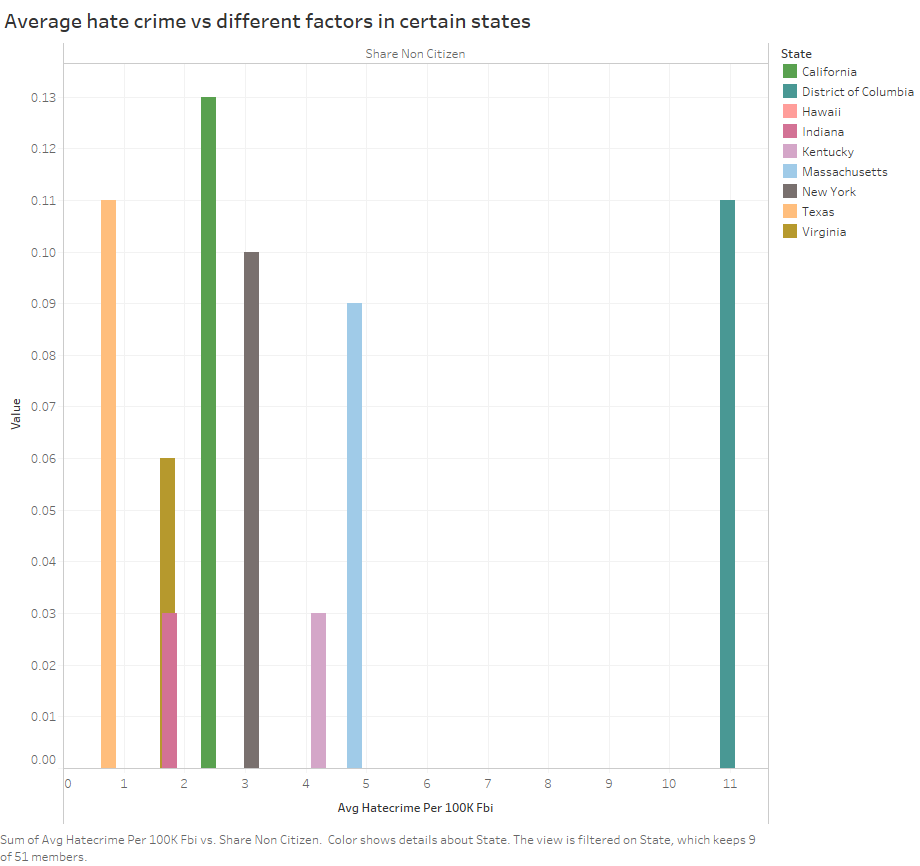 Average hate crime vs different factors in certain states
Share Non Citizen
State
California
District of Columbia
Hawaii
Indiana
Kentucky
Massachusetts
New York
Texas
Virginia
0.13
0.12
0.11
0.10
0.09
0.08
0.07
0.06
0.05
0.04
0.03
0.02
0.01
0.00
Value
0 1 2 3 4 5 6 7 8 9 10 11
Avg Hatecrime Per 100K Fbi
Sum of Avg Hatecrime Per 100K Fbi vs. Share Non Citizen. Color shows details about State. The view is filtered on State, which keeps 9
of 51 members.